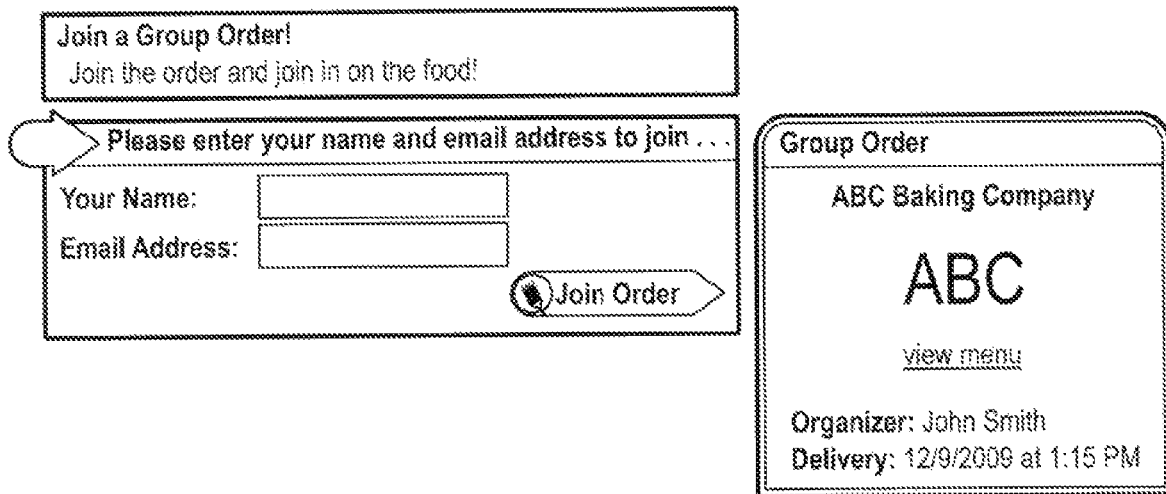 Join a Group Order!
Join the order and join in on the food!
Please enter your name and email address to join . . .
Your Name:
Email Address:
Join Order
Group Order
ABC Baking Company
ABC
view menu
Organizer: John Smith
Delivery: 12/9/2009 at 1:15 PM